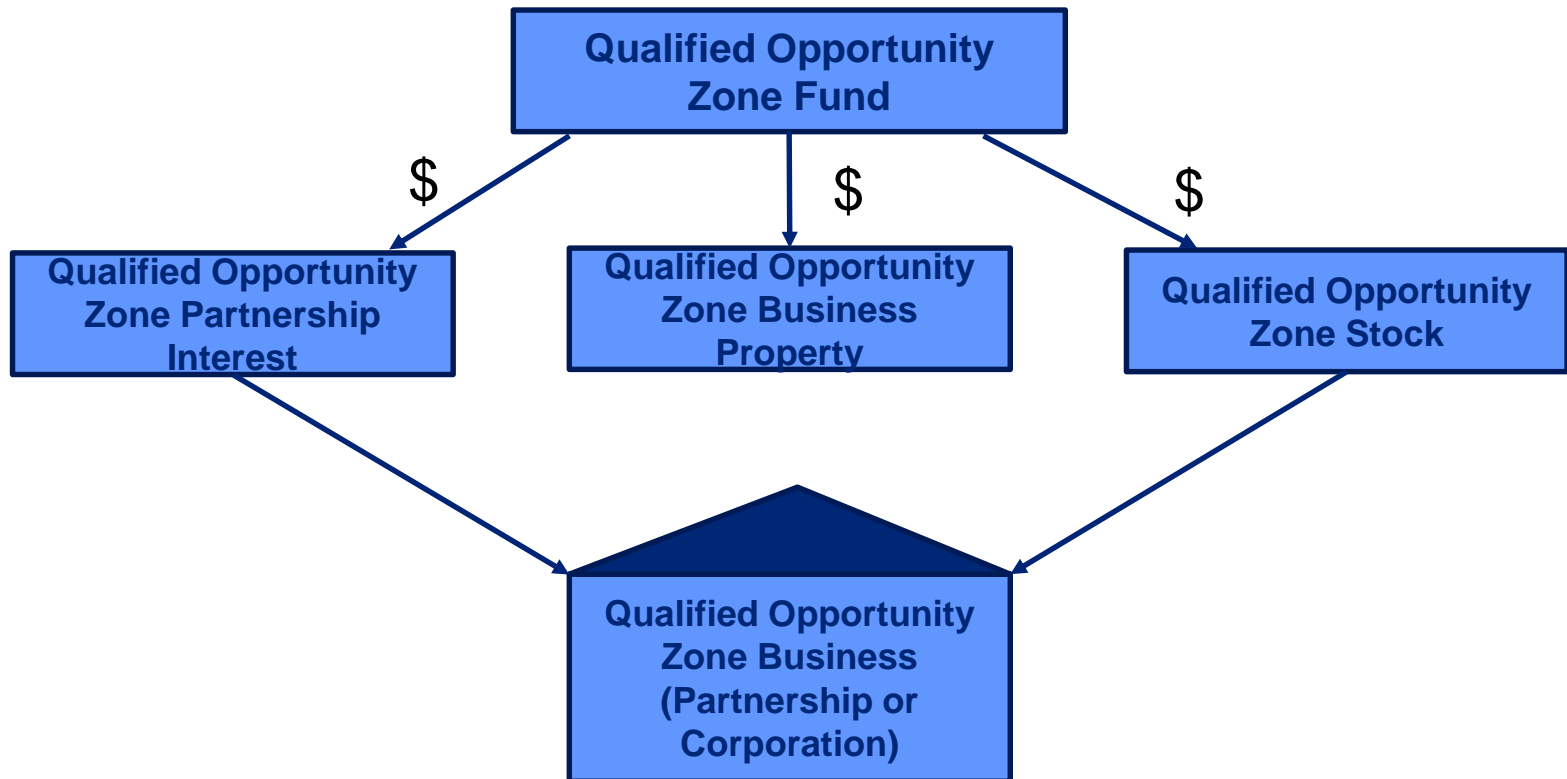 Qualified Opportunity
Zone Fund
$
$
$
Qualified Opportunity
Zone Partnership
Interest
Qualified Opportunity
Zone Business
Property
Qualified Opportunity
Zone Stock
Qualified Opportunity
Zone Business
(Partnership or
Corporation)